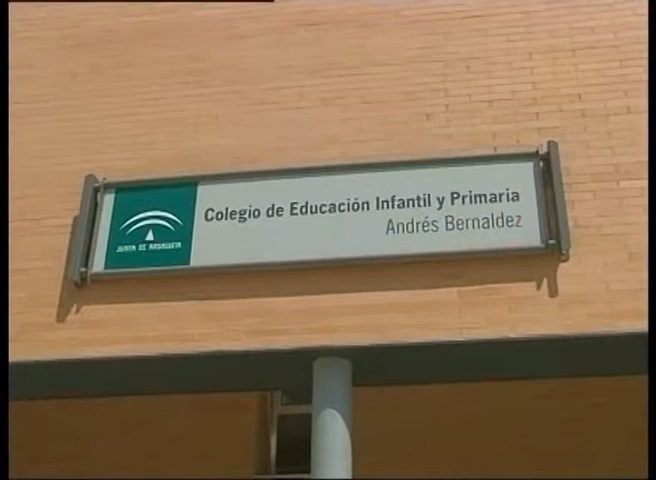 Colegio de Educación Infantil y Primaria
Andrés Bernaldez
JUNTA DE ANDALUCIA